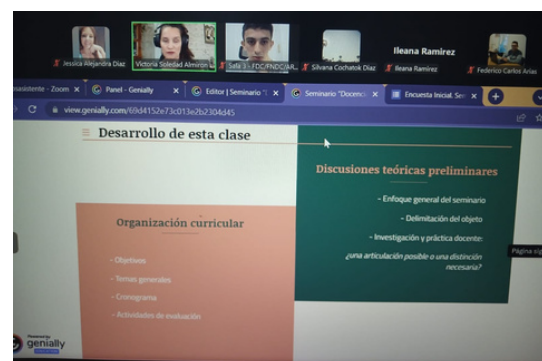 Jessica Alejandra Diaz
Victoria Soledad Almiron
Sala 3 - FDC/FNDC/AR...
Silvana Cochatok Diaz
Ileana Ramirez
Ileana Ramirez
Federico Carlos Arias
asistente - Zoom
Panel - Genially
Editor | Seminario "
Seminario "Docenc
Encuesta Inicial. Se
view.genially.com/69d4152e73c013e2b2304d45
Desarrollo de esta clase
Organización curricular
- Objetivos
- Temas generales
- Cronograma
- Actividades de evaluación
Discusiones teóricas preliminares
- Enfoque general del seminario
- Delimitación del objeto
- Investigación y práctica docente:
¿una articulación posible o una distinción
necesaria?
Página sig
genially